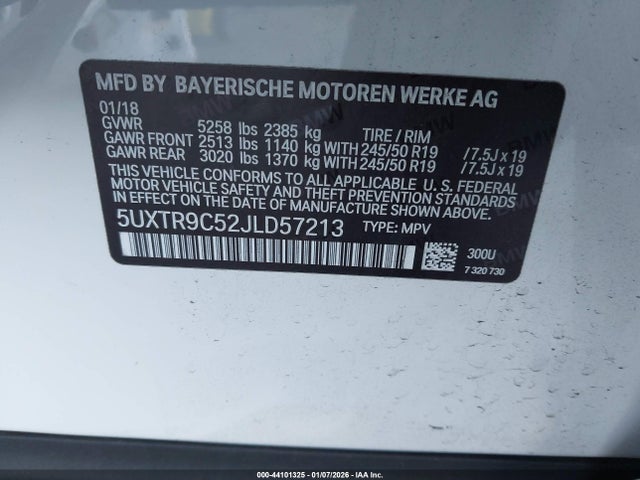 MFD BY BAYERISCHE MOTOREN WERKE AG
01/18
GVWR 5258 lbs 2385 kg TIRE / RIM
GAWR FRONT 2513 lbs 1140 kg WITH 245/50 R19 / 7.5J x 19
GAWR REAR 3020 lbs 1370 kg WITH 245/50 R19 / 7.5J x 19
THIS VEHICLE CONFORMS TO ALL APPLICABLE U. S. FEDERAL
MOTOR VEHICLE SAFETY AND THEFT PREVENTION STANDARDS
IN EFFECT ON THE DATE OF MANUFACTURE SHOWN ABOVE.
5UXTR9C52JLD57213 TYPE: MPV
300U
7 320 730
000-44101325 - 01/07/2026 - IAA Inc.